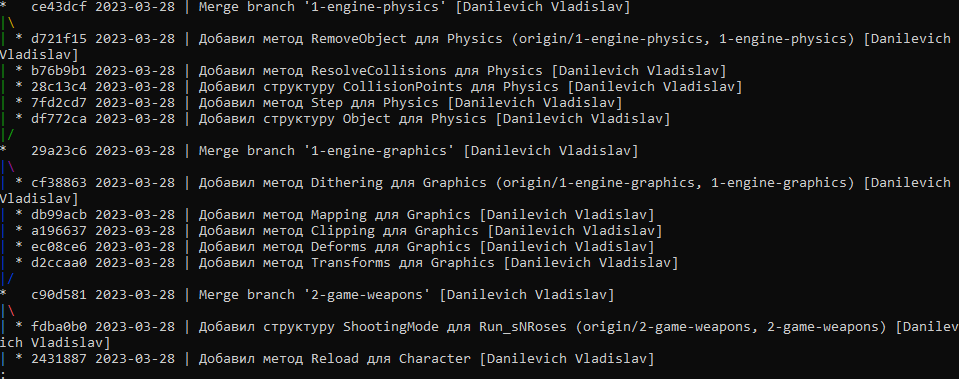 *   ce43dcf 2023-03-28 | Merge branch '1-engine-physics' [Danilevich Vladislav]
|\
| * d721f15 2023-03-28 | Добавил метод RemoveObject для Physics (origin/1-engine-physics, 1-engine-physics) [Danilevich
Vladislav]
| * b76b9b1 2023-03-28 | Добавил метод ResolveCollisions для Physics [Danilevich Vladislav]
| * 28c13c4 2023-03-28 | Добавил структуру CollisionPoints для Physics [Danilevich Vladislav]
| * 7fd2cd7 2023-03-28 | Добавил метод Step для Physics [Danilevich Vladislav]
| * df772ca 2023-03-28 | Добавил структуру Object для Physics [Danilevich Vladislav]
|/
*   29a23c6 2023-03-28 | Merge branch '1-engine-graphics' [Danilevich Vladislav]
|\
| * cf38863 2023-03-28 | Добавил метод Dithering для Graphics (origin/1-engine-graphics, 1-engine-graphics) [Danilevich
Vladislav]
| * db99acb 2023-03-28 | Добавил метод Mapping для Graphics [Danilevich Vladislav]
| * a196637 2023-03-28 | Добавил метод Clipping для Graphics [Danilevich Vladislav]
| * ec08ce6 2023-03-28 | Добавил метод Deforms для Graphics [Danilevich Vladislav]
| * d2ccaa0 2023-03-28 | Добавил метод Transforms для Graphics [Danilevich Vladislav]
|/
*   c90d581 2023-03-28 | Merge branch '2-game-weapons' [Danilevich Vladislav]
|\
| * fdba0b0 2023-03-28 | Добавил структуру ShootingMode для Run_sNRoses (origin/2-game-weapons, 2-game-weapons) [Danilev
ich Vladislav]
| * 2431887 2023-03-28 | Добавил метод Reload для Character [Danilevich Vladislav]
: